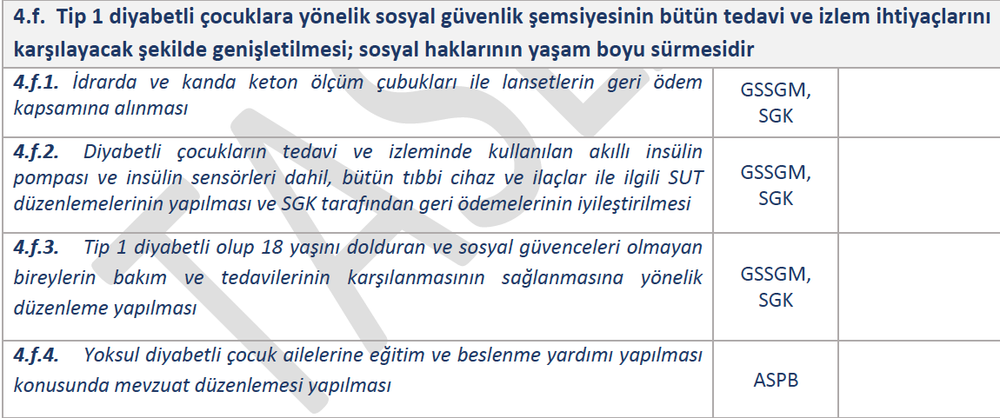 4.f. Tip 1 diyabetli çocuklara yönelik sosyal güvenlik şemsiyesinin bütün tedavi ve izlem ihtiyaçlarını
karşılayacak şekilde genişletilmesi; sosyal haklarının yaşam boyu sürmesidir
4.f.1. İdrarda ve kanda keton ölçüm çubukları ile lansetlerin geri ödem
kapsamına alınması
GSSGM,
SGK
4.f.2. Diyabetli çocukların tedavi ve izleminde kullanılan akıllı insülin
pompası ve insülin sensörleri dahil, bütün tıbbi cihaz ve ilaçlar ile ilgili SUT
düzenlemelerinin yapılması ve SGK tarafından geri ödemelerinin iyileştirilmesi
GSSGM,
SGK
4.f.3. Tip 1 diyabetli olup 18 yaşını dolduran ve sosyal güvenceleri olmayan
bireylerin bakım ve tedavilerinin karşılanmasının sağlanmasına yönelik
düzenleme yapılması
GSSGM,
SGK
4.f.4. Yoksul diyabetli çocuk ailelerine eğitim ve beslenme yardımı yapılması
konusunda mevzuat düzenlemesi yapılması
ASPB